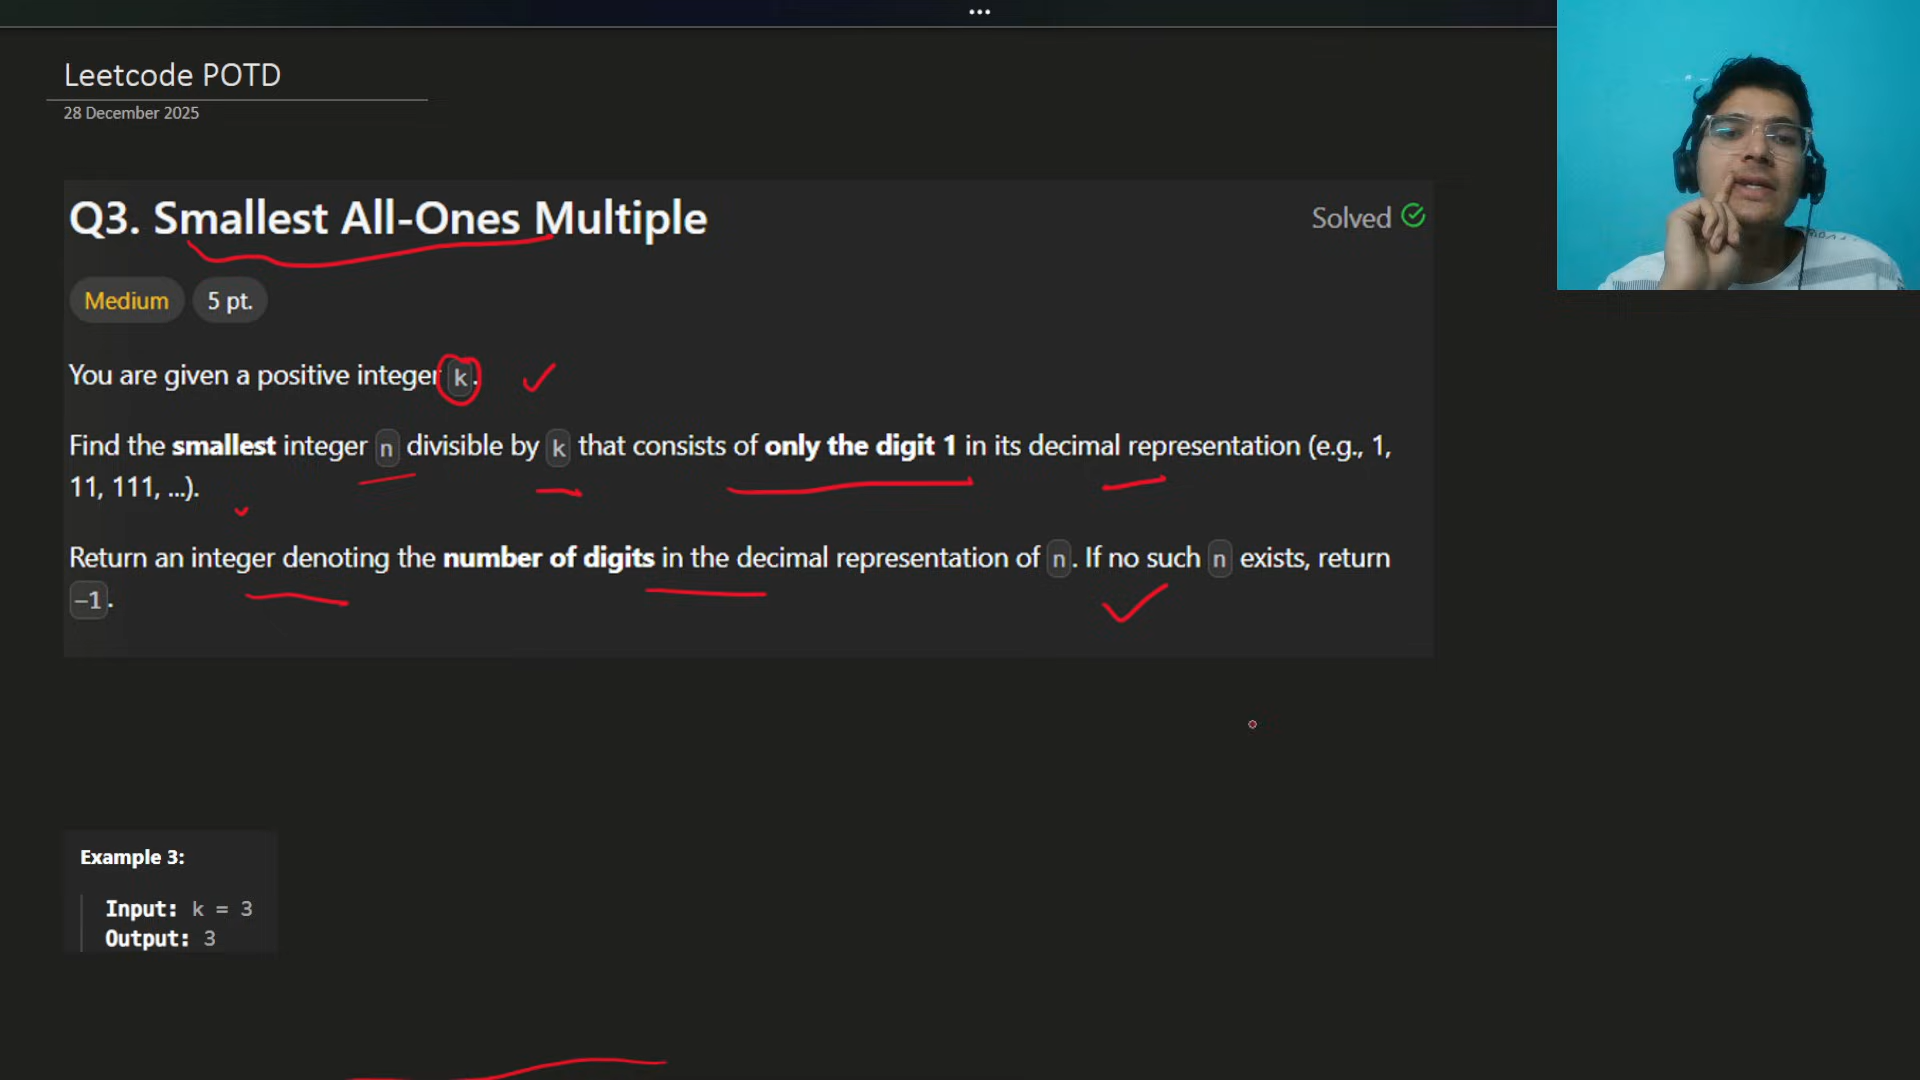 ...
Leetcode POTD
28 December 2025
Q3. Smallest All-Ones Multiple
Solved
Medium
5 pt.
You are given a positive integer k.
Find the smallest integer n divisible by k that consists of only the digit 1 in its decimal representation (e.g., 1,
11, 111, ...).
Return an integer denoting the number of digits in the decimal representation of n. If no such n exists, return
-1.
Example 3:
Input: k = 3
Output: 3